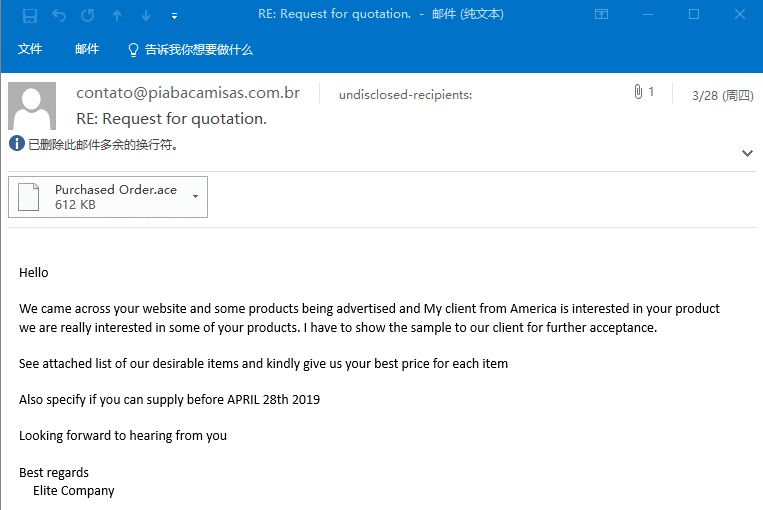 RE: Request for quotation. - 邮件 (纯文本)
文件 邮件 告诉我你想要做什么
contato@piabacamisas.com.br undisclosed-recipients: 1 3/28 (周四)
RE: Request for quotation.
已删除此邮件多余的换行符。
Purchased Order.ace
612 KB
Hello
We came across your website and some products being advertised and My client from America is interested in your product
we are really interested in some of your products. I have to show the sample to our client for further acceptance.
See attached list of our desirable items and kindly give us your best price for each item
Also specify if you can supply before APRIL 28th 2019
Looking forward to hearing from you
Best regards
Elite Company